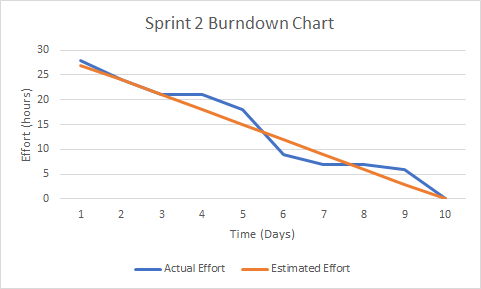 Sprint 2 Burndown Chart
Effort (hours)
30
25
20
15
10
5
0
1 2 3 4 5 6 7 8 9 10
Time (Days)
Actual Effort Estimated Effort